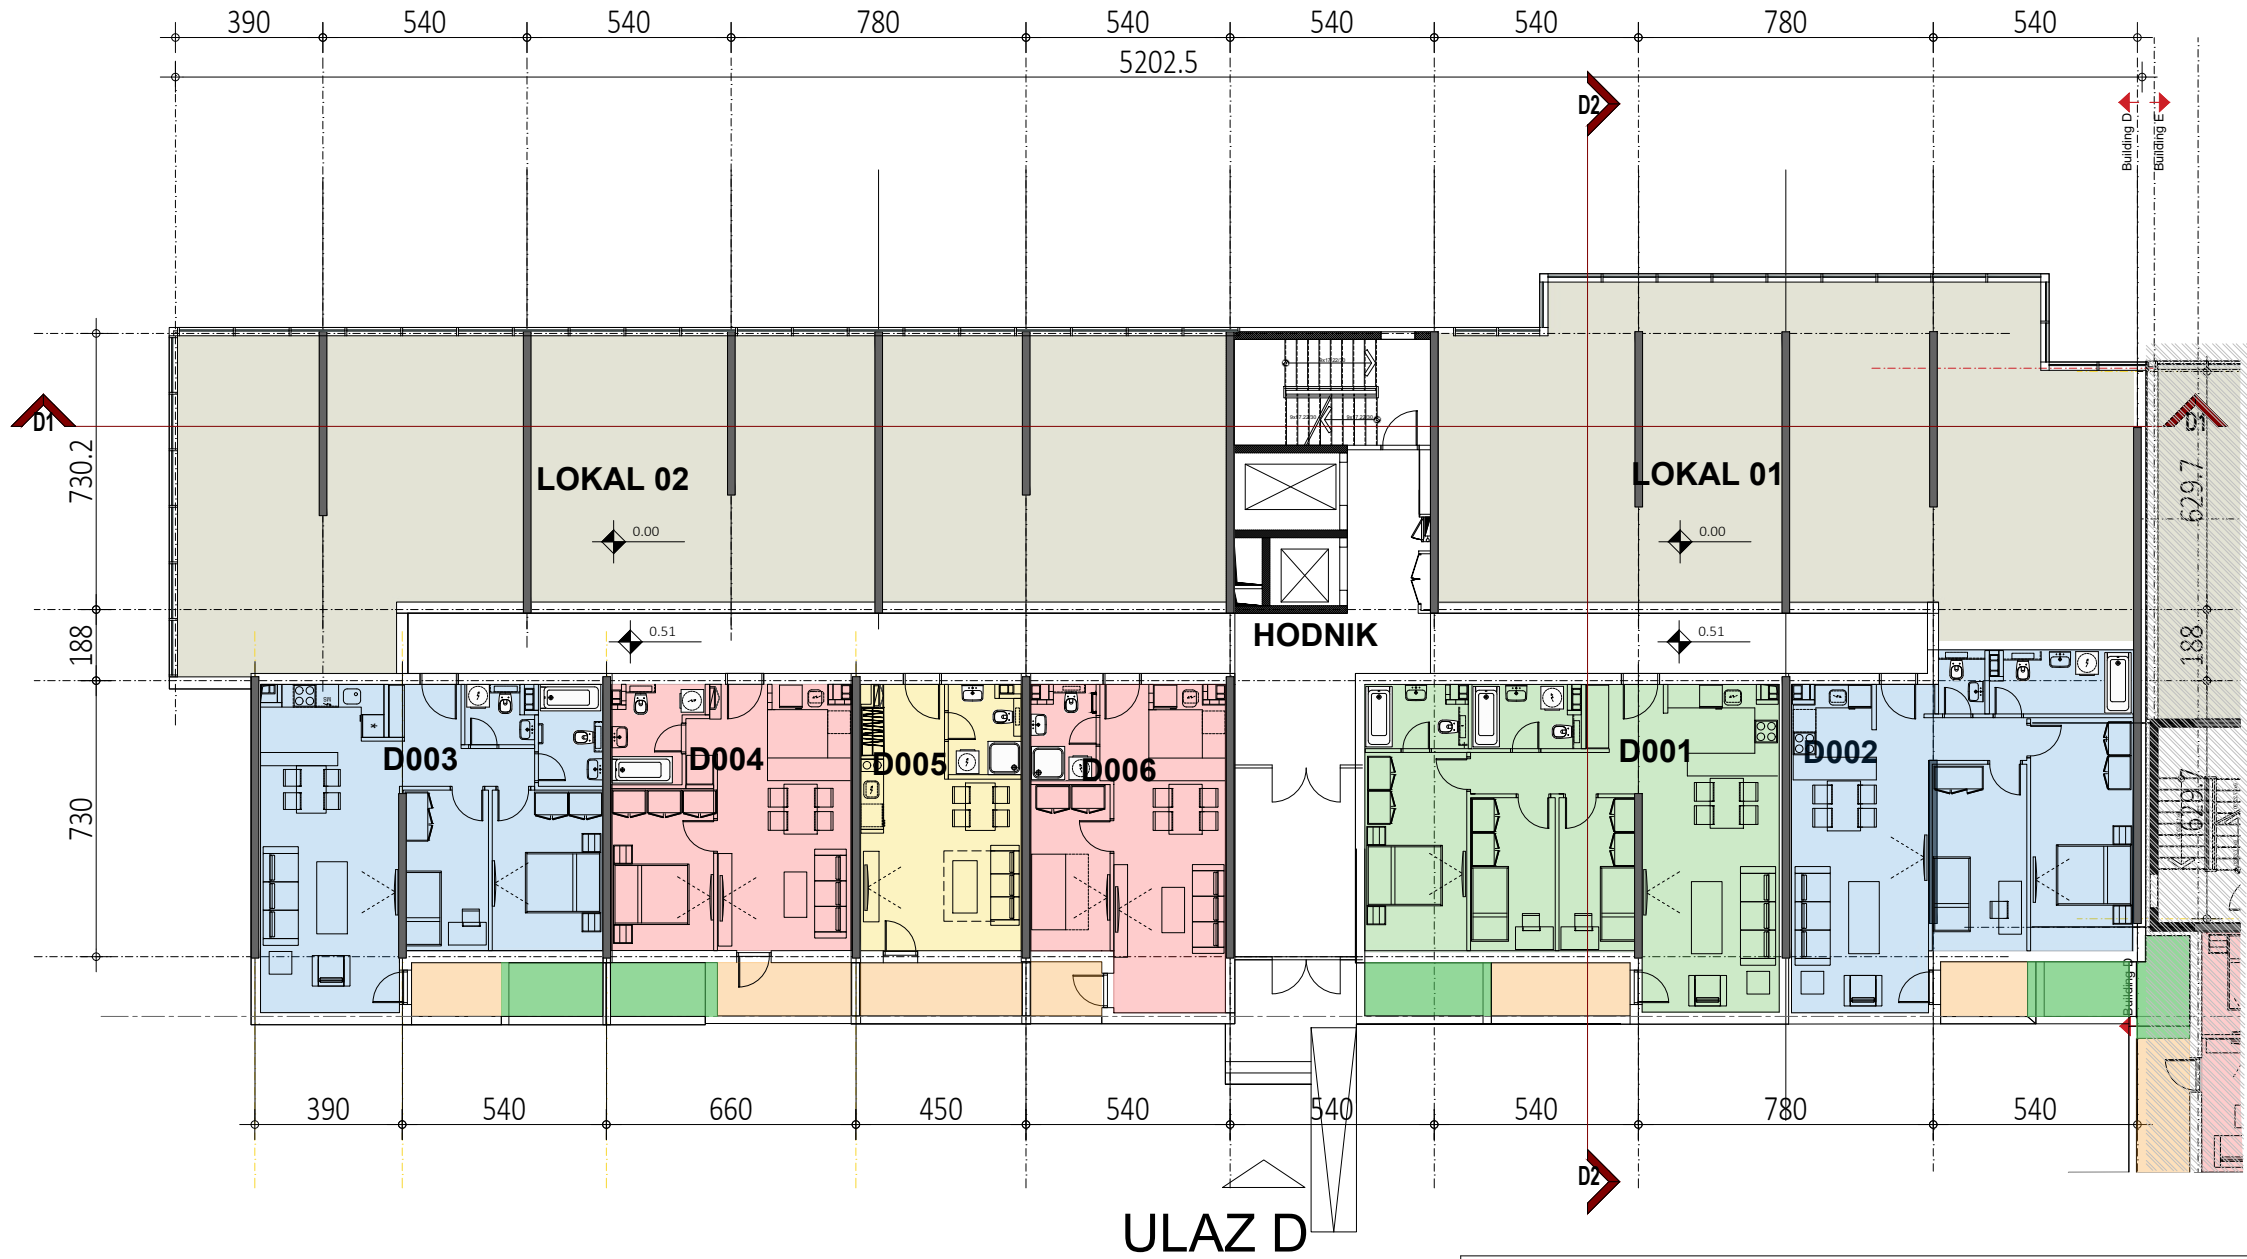 390 540 540 780 540 540 540 780 540
5202.5
D2
Building D
Building E
D1
D1
730.2
LOKAL 02
LOKAL 01
629.7
0.00
0.00
188
0.51
HODNIK
0.51
188
D003
D004
D005
D006
D001
D002
730
629.7
Building D
390 540 660 450 540 540 540 780 540
D2
ULAZ D